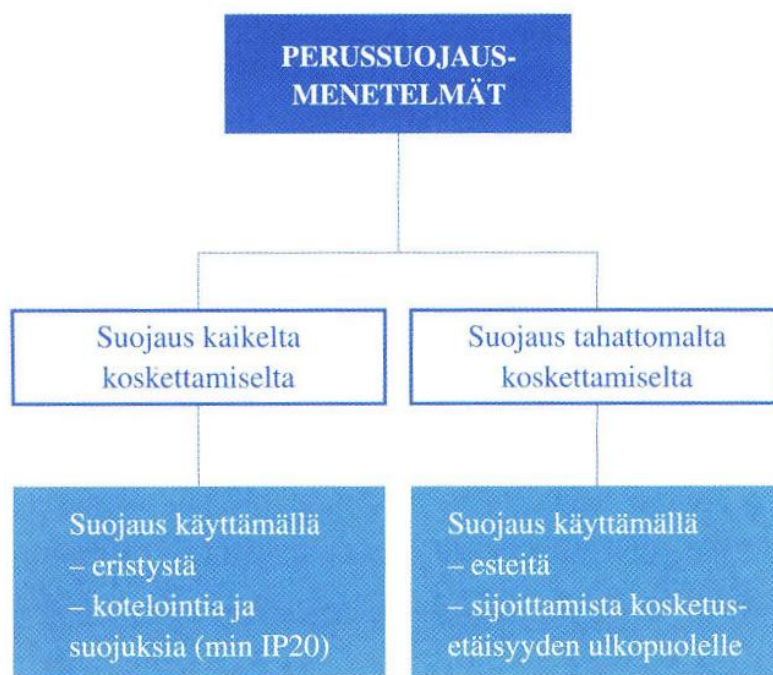 PERUSSUOJAUS-
MENETELMÄT
Suojaus kaikelta
koskettamiselta
Suojaus tahattomalta
koskettamiselta
Suojaus käyttämällä
– eristystä
– kotelointia ja
suojuksia (min IP20)
Suojaus käyttämällä
– esteitä
– sijoittamista kosketus-
etäisyyden ulkopuolelle